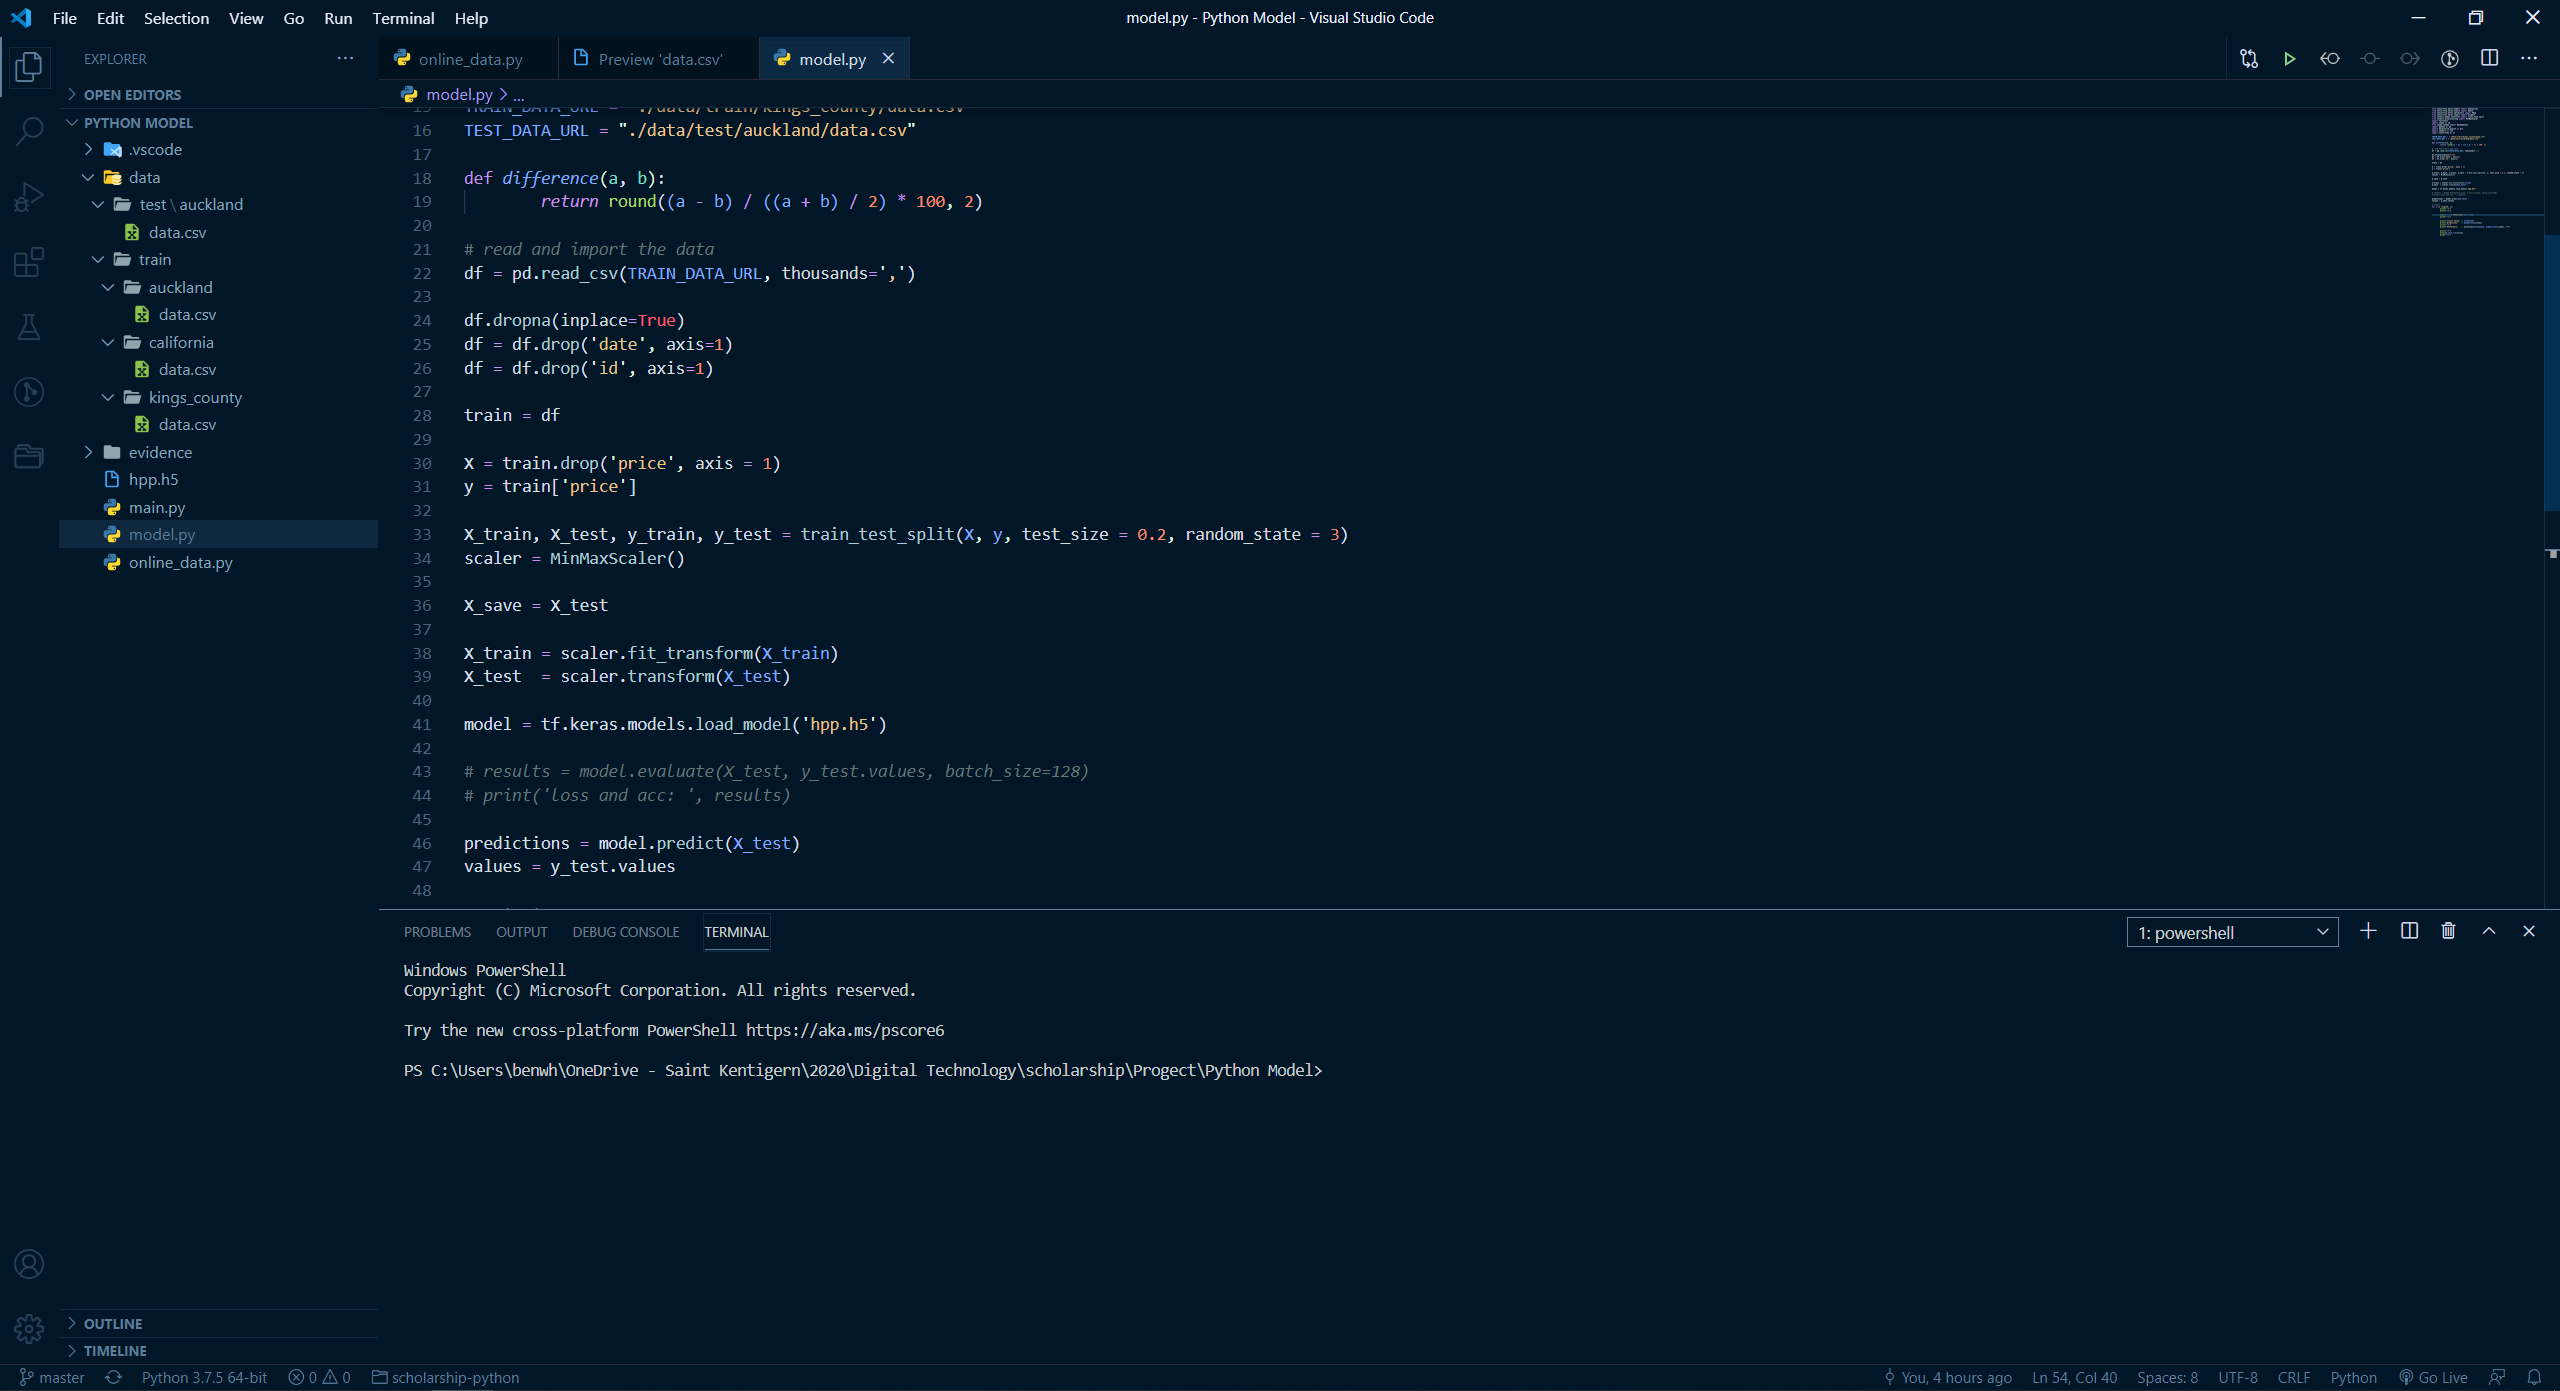 File Edit Selection View Go Run Terminal Help
model.py - Python Model - Visual Studio Code
EXPLORER
OPEN EDITORS
PYTHON MODEL
.vscode
data
test \ auckland
data.csv
train
auckland
data.csv
california
data.csv
kings_county
data.csv
evidence
hpp.h5
main.py
model.py
online_data.py
OUTLINE
TIMELINE
online_data.py
Preview 'data.csv'
model.py
model.py > ...
15 TRAIN_DATA_URL = "./data/train/kings_county/data.csv"
16 TEST_DATA_URL = "./data/test/auckland/data.csv"
17
18 def difference(a, b):
19 return round((a - b) / ((a + b) / 2) * 100, 2)
20
21 # read and import the data
22 df = pd.read_csv(TRAIN_DATA_URL, thousands=',')
23
24 df.dropna(inplace=True)
25 df = df.drop('date', axis=1)
26 df = df.drop('id', axis=1)
27
28 train = df
29
30 X = train.drop('price', axis = 1)
31 y = train['price']
32
33 X_train, X_test, y_train, y_test = train_test_split(X, y, test_size = 0.2, random_state = 3)
34 scaler = MinMaxScaler()
35
36 X_save = X_test
37
38 X_train = scaler.fit_transform(X_train)
39 X_test  = scaler.transform(X_test)
40
41 model = tf.keras.models.load_model('hpp.h5')
42
43 # results = model.evaluate(X_test, y_test.values, batch_size=128)
44 # print('loss and acc: ', results)
45
46 predictions = model.predict(X_test)
47 values = y_test.values
48
PROBLEMS OUTPUT DEBUG CONSOLE TERMINAL
1: powershell
Windows PowerShell
Copyright (C) Microsoft Corporation. All rights reserved.
Try the new cross-platform PowerShell https://aka.ms/pscore6
PS C:\Users\benwh\OneDrive - Saint Kentigern\2020\Digital Technology\scholarship\Progect\Python Model>
master Python 3.7.5 64-bit 0 0 scholarship-python You, 4 hours ago Ln 54, Col 40 Spaces: 8 UTF-8 CRLF Python Go Live